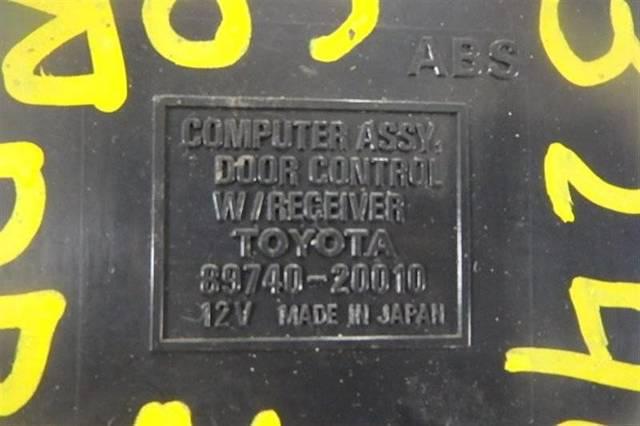 ABS
COMPUTER ASSY,
DOOR CONTROL
W/RECEIVER
TOYOTA
89740-20010
12V MADE IN JAPAN